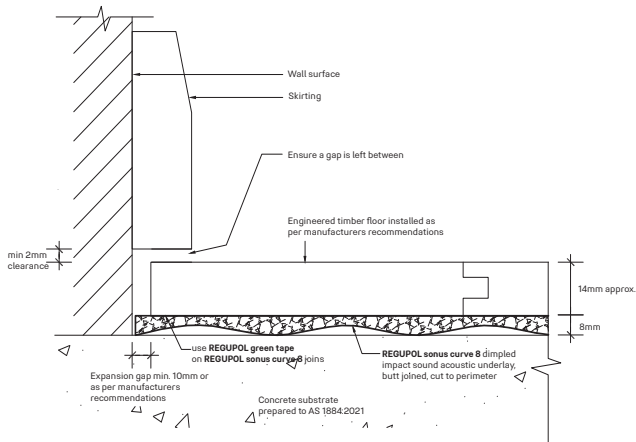 Wall surface
Skirting
Ensure a gap is left between
Engineered timber floor installed as
per manufacturers recommendations
min 2mm
clearance
14mm approx.
8mm
use REGUPOL green tape
on REGUPOL sonus curve 8 joins
REGUPOL sonus curve 8 dimpled
impact sound acoustic underlay,
butt joined, cut to perimeter
Expansion gap min. 10mm or
as per manufacturers
recommendations
Concrete substrate
prepared to AS 1884:2021